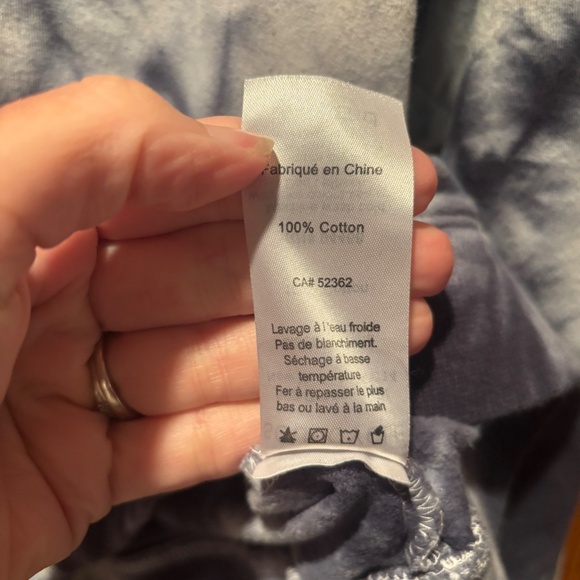 Fabriqué en Chine
100% Cotton
CA# 52362
Lavage à l'eau froide
Pas de blanchiment.
Séchage à basse
température
Fer à repasser le plus
bas ou lavé à la main